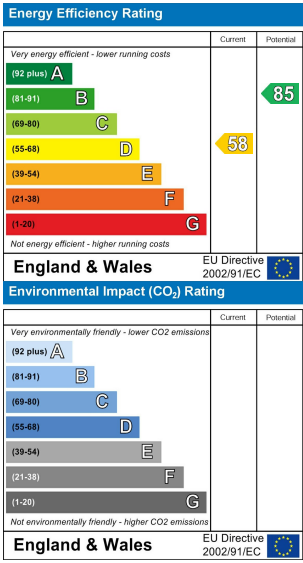 Energy Efficiency Rating
Current Potential
Very energy efficient - lower running costs
(92 plus) A
(81-91) B
85
(69-80) C
(55-68) D
58
(39-54) E
(21-38) F
(1-20) G
Not energy efficient - higher running costs
England & Wales
EU Directive
2002/91/EC
Environmental Impact (CO₂) Rating
Current Potential
Very environmentally friendly - lower CO2 emissions
(92 plus) A
(81-91) B
(69-80) C
(55-68) D
(39-54) E
(21-38) F
(1-20) G
Not environmentally friendly - higher CO2 emissions
England & Wales
EU Directive
2002/91/EC